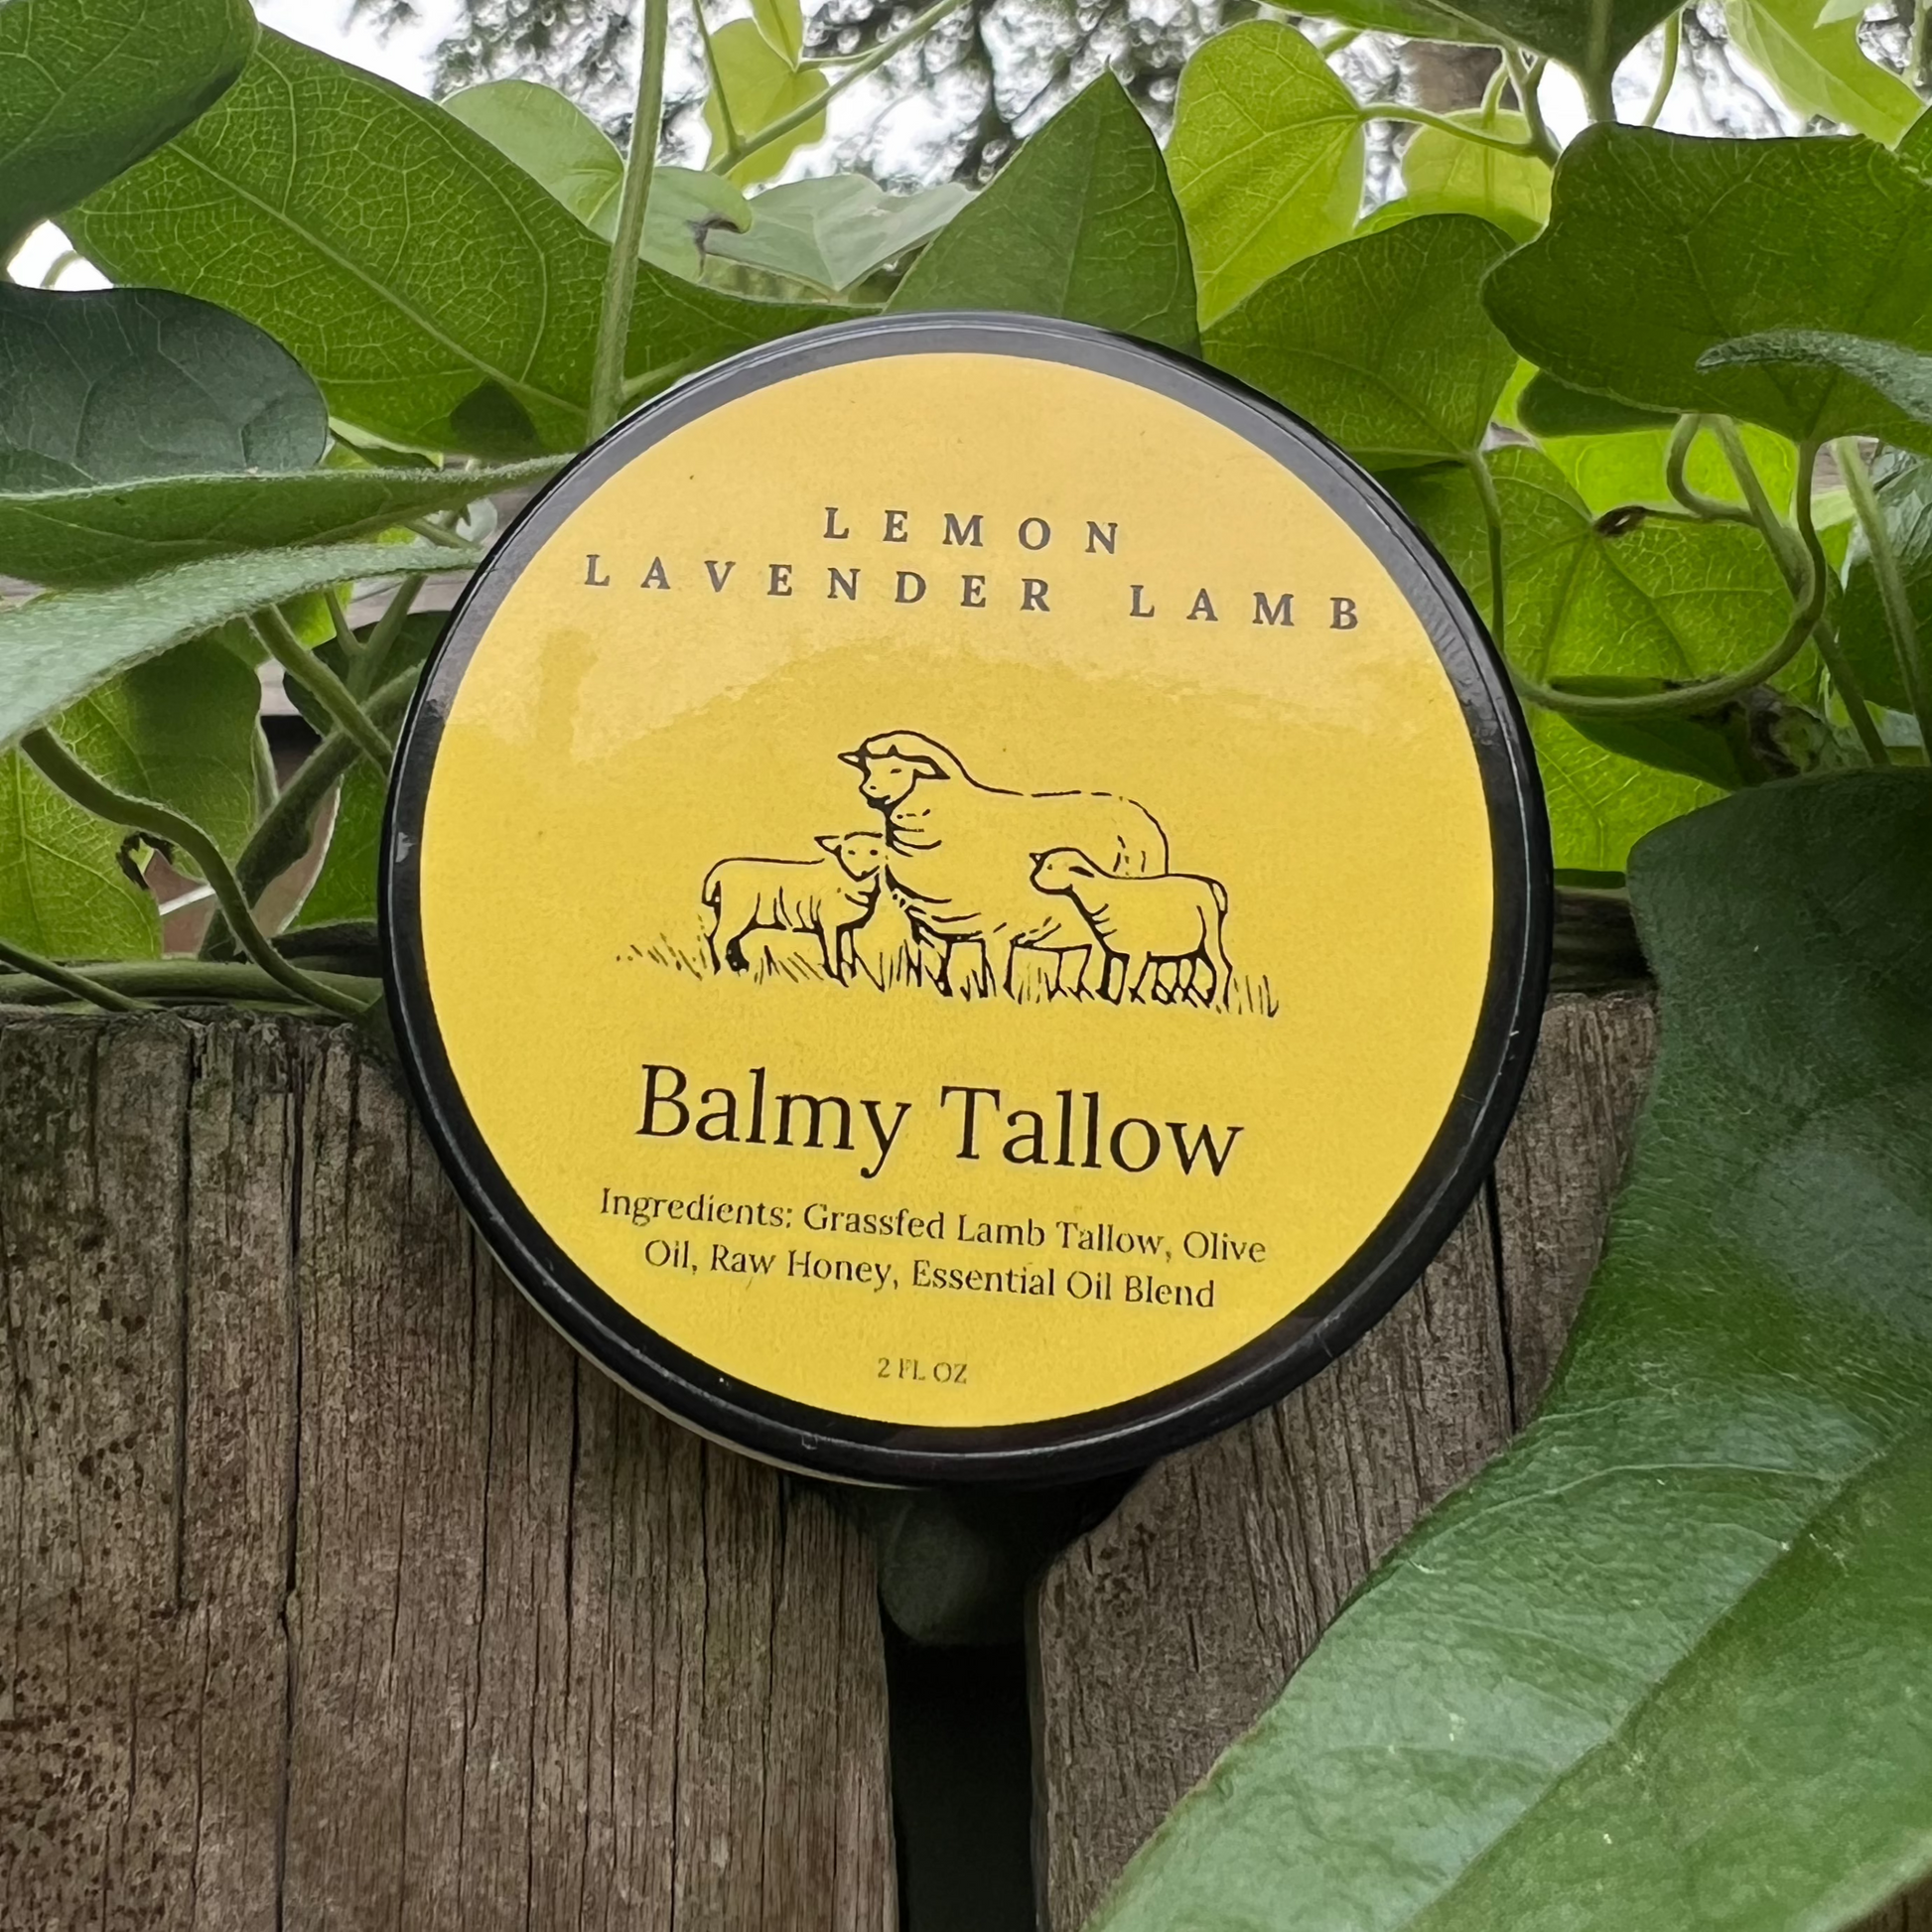 LEMON
LAVENDER LAMB
Balmy Tallow
Ingredients: Grassfed Lamb Tallow, Olive
Oil, Raw Honey, Essential Oil Blend
2 FL OZ